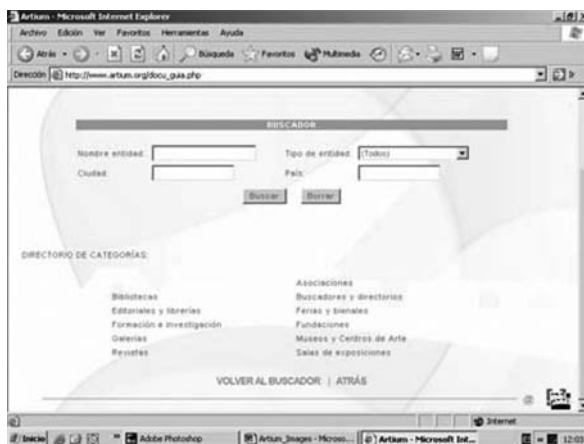 Artium - Microsoft Internet Explorer
Archivo Edición Ver Favoritos Herramientas Ayuda
Atrás Búsqueda Favoritos Multimedia
Dirección http://www.artium.org/docu_guia.php Ir
BUSCADOR
Nombre entidad: Tipo de entidad: (Todos)
Ciudad: País:
Buscar Borrar
DIRECTORIO DE CATEGORÍAS:
Asociaciones
Bibliotecas Buscadores y directorios
Editoriales y librerías Ferias y bienales
Formación e investigación Fundaciones
Galerías Museos y Centros de Arte
Revistas Salas de exposiciones
VOLVER AL BUSCADOR | ATRÁS
@
Internet
Inicio Adobe Photoshop Artium_Images - Microso... Artium - Microsoft Int...